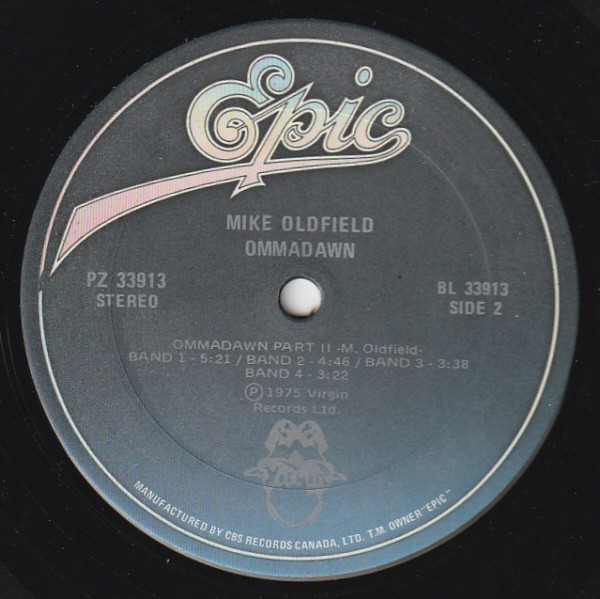 Epic
MIKE OLDFIELD
OMMADAWN
PZ 33913
STEREO
BL 33913
SIDE 2
OMMADAWN PART II -M. Oldfield-
BAND 1 - 5:21 / BAND 2 - 4:46 / BAND 3 - 3:38
BAND 4 - 3:22
Ⓟ 1975 Virgin
Records Ltd.
VIRGIN
MANUFACTURED BY CBS RECORDS CANADA, LTD. T.M. OWNER "EPIC"